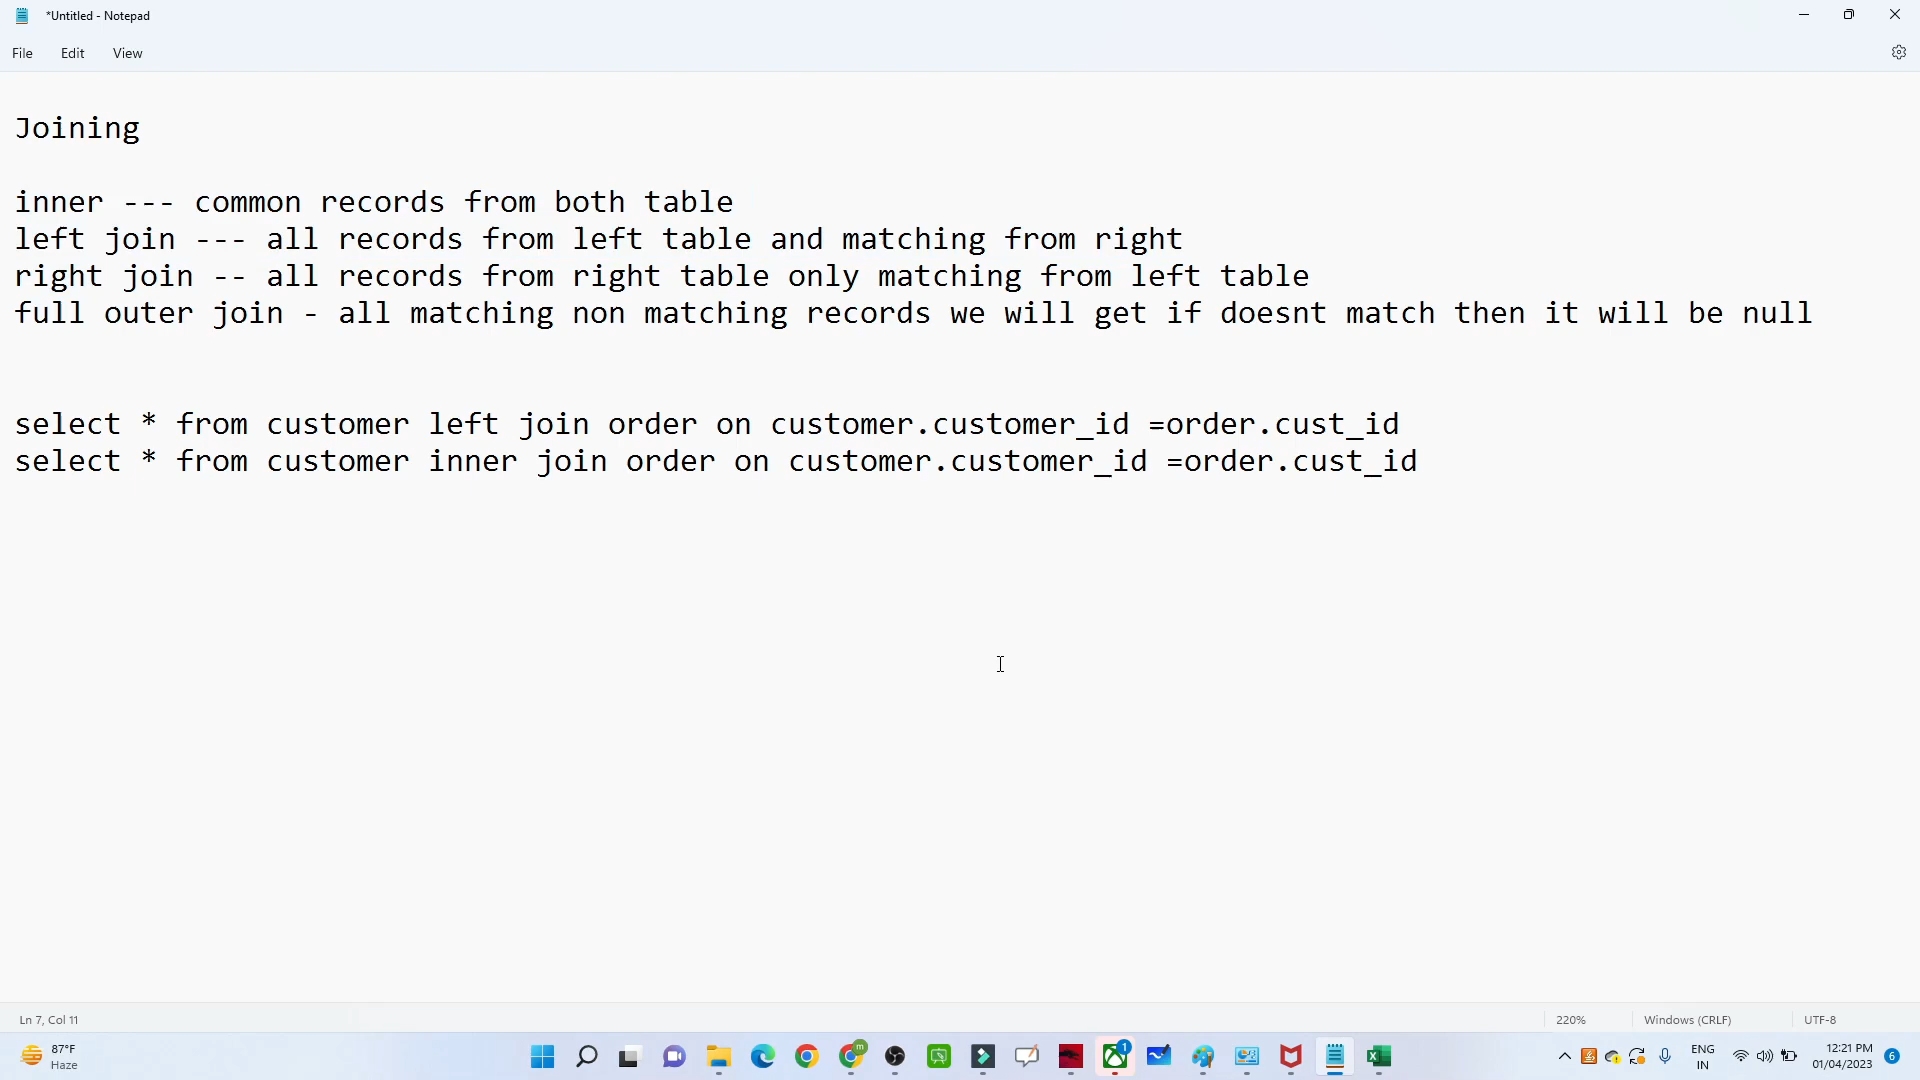 *Untitled - Notepad
File Edit View
Joining
inner --- common records from both table
left join --- all records from left table and matching from right
right join -- all records from right table only matching from left table
full outer join - all matching non matching records we will get if doesnt match then it will be null
select * from customer left join order on customer.customer_id =order.cust_id
select * from customer inner join order on customer.customer_id =order.cust_id
Ln 7, Col 11 220% Windows (CRLF) UTF-8
87°F
Haze
m
1
ENG
IN
12:21 PM
01/04/2023
6